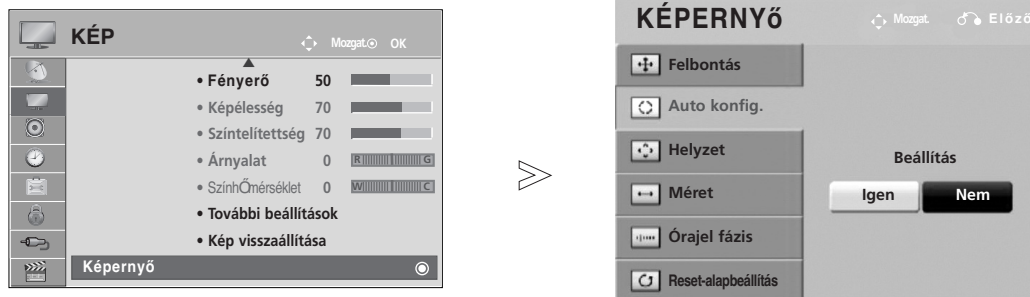 KÉP
Mozgat. OK
• Fényerő 50
• Képélesség 70
• Színtelítettség 70
• Árnyalat 0 R G
• SzínhŐmérséklet 0 W C
• További beállítások
• Kép visszaállítása
Képernyő
KÉPERNYő
Mozgat. Előző
Felbontás
Auto konfig.
Helyzet
Méret
Órajel fázis
Reset-alapbeállítás
Beállítás
Igen Nem